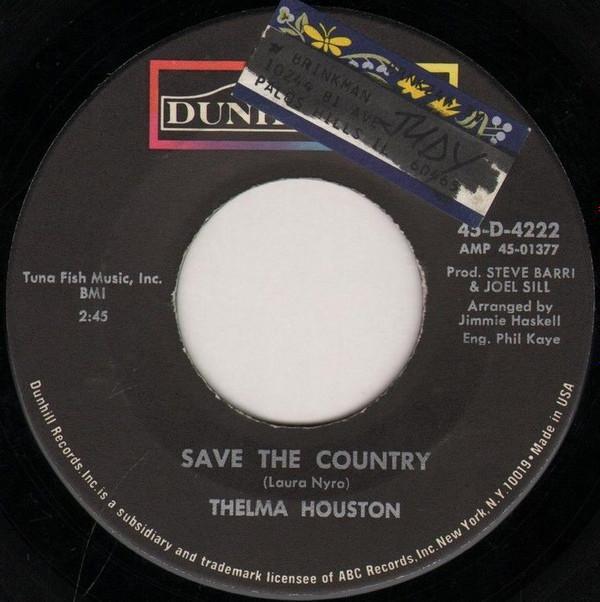 DUNH
BRINKMAN
10244 81 AVE
PALOS HILLS IL 60465
JUDY
45-D-4222
AMP 45-01377
Prod. STEVE BARRI
& JOEL SILL
Arranged by
Jimmie Haskell
Eng. Phil Kaye
Tuna Fish Music, Inc.
BMI
2:45
SAVE THE COUNTRY
(Laura Nyro)
THELMA HOUSTON
Dunhill Records, Inc. is a subsidiary and trademark licensee of ABC Records, Inc. New York, N.Y. 10019 • Made in USA